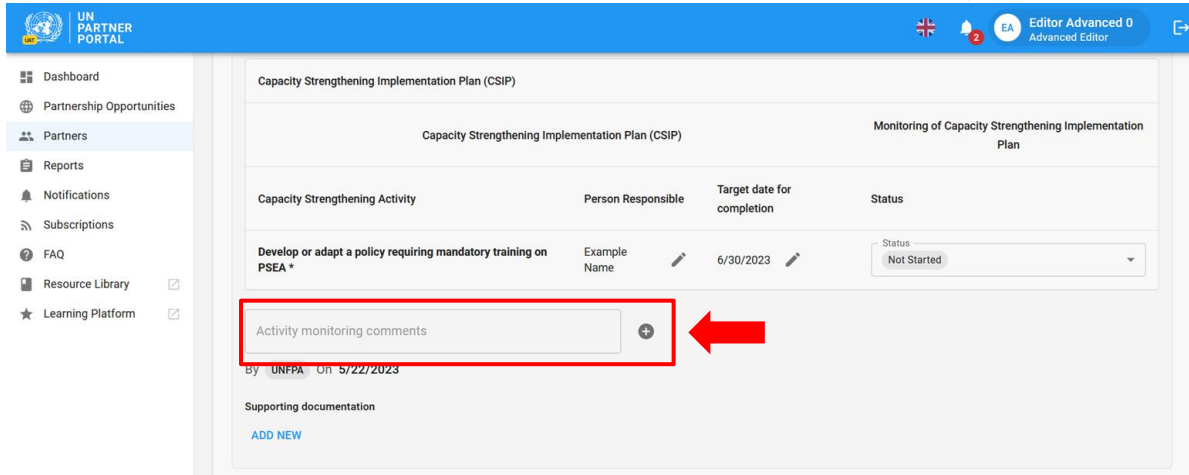 UN
PARTNER
PORTAL
UAT
EA
Editor Advanced 0
Advanced Editor
2
Dashboard
Partnership Opportunities
Partners
Reports
Notifications
Subscriptions
FAQ
Resource Library
Learning Platform
Capacity Strengthening Implementation Plan (CSIP)
Capacity Strengthening Implementation Plan (CSIP)
Monitoring of Capacity Strengthening Implementation
Plan
Capacity Strengthening Activity
Person Responsible
Target date for
completion
Status
Develop or adapt a policy requiring mandatory training on
PSEA *
Example
Name
6/30/2023
Status
Not Started
Activity monitoring comments
By UNFPA On 5/22/2023
Supporting documentation
ADD NEW